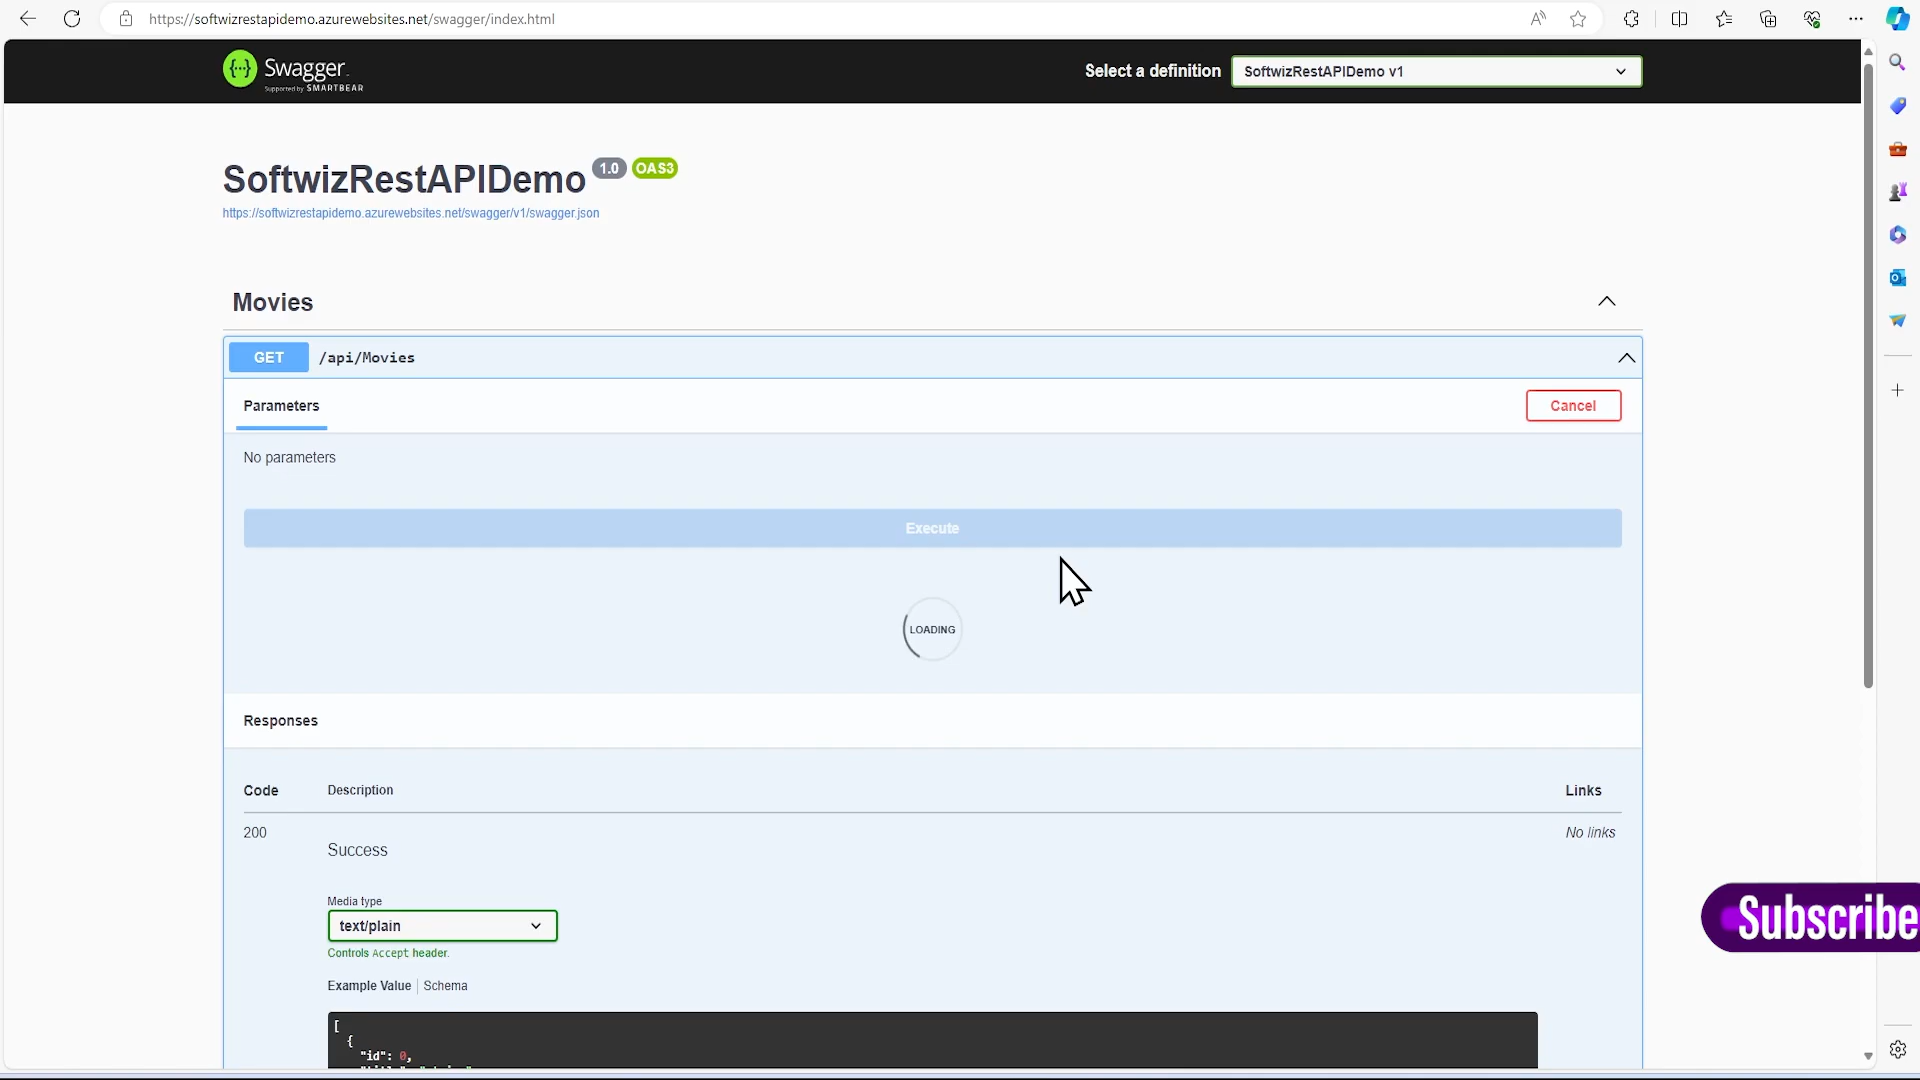 https://softwizrestapidemo.azurewebsites.net/swagger/index.html
{···} Swagger.
Supported by SMARTBEAR
Select a definition
SoftwizRestAPIDemo v1
SoftwizRestAPIDemo 1.0 OAS3
https://softwizrestapidemo.azurewebsites.net/swagger/v1/swagger.json
Movies
GET /api/Movies
Parameters
Cancel
No parameters
Execute
LOADING
Responses
Code Description Links
200 No links
Success
Media type
text/plain
Controls Accept header.
Example Value Schema
[
{
"id": 0,
Subscribe